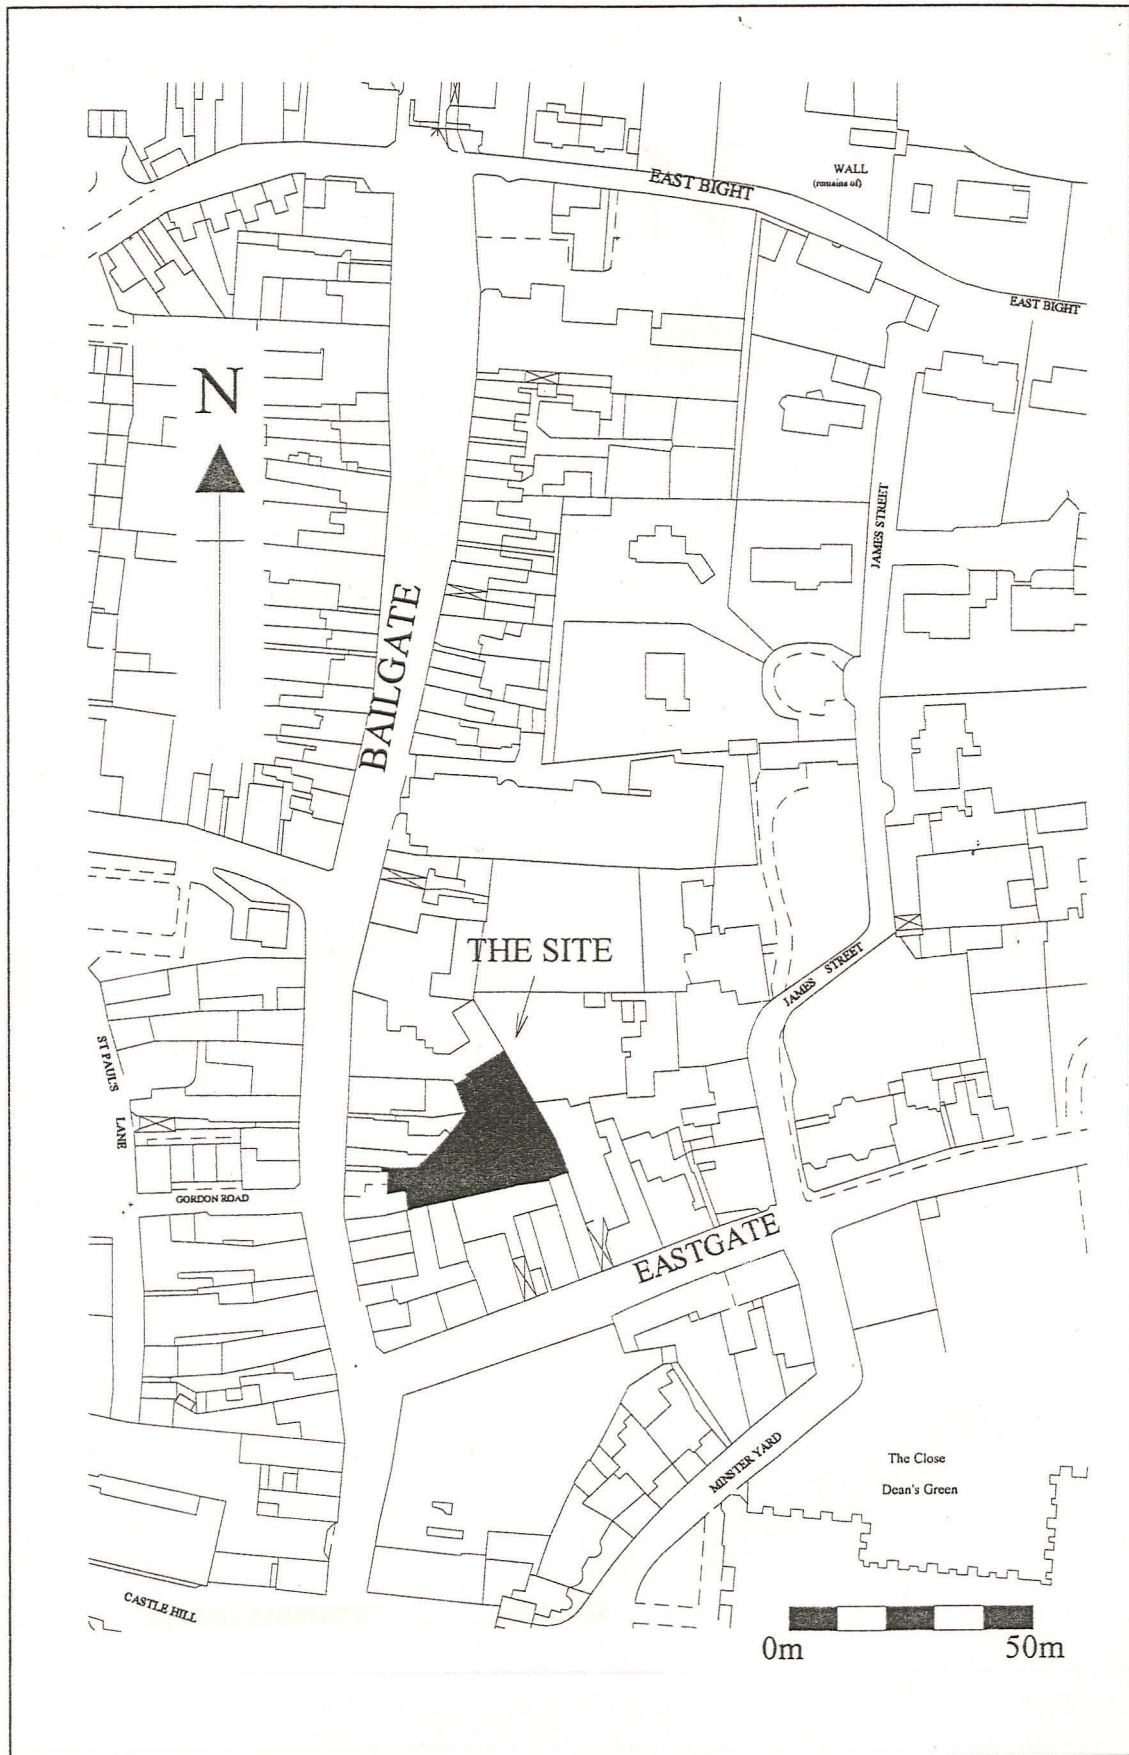 EAST BIGHT
WALL
(remains of)
EAST BIGHT
N
JAMES STREET
BAILGATE
THE SITE
JAMES STREET
ST PAUL'S LANE
GORDON ROAD
EASTGATE
MINSTER YARD
The Close
Dean's Green
CASTLE HILL
0m 50m